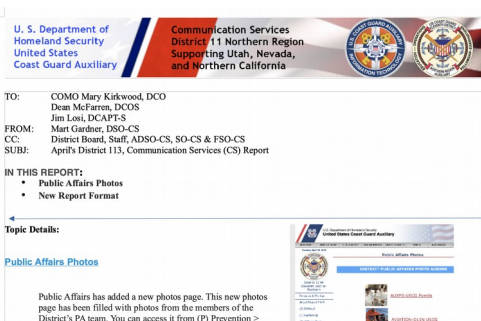 U. S. Department of
Homeland Security
United States
Coast Guard Auxiliary
Communication Services
District 11 Northern Region
Supporting Utah, Nevada,
and Northern California
TO: COMO Mary Kirkwood, DCO
Dean McFarren, DCOS
Jim Losi, DCAPT-S
FROM: Mart Gardner, DSO-CS
CC: District Board, Staff, ADSO-CS, SO-CS & FSO-CS
SUBJ: April's District 113, Communication Services (CS) Report
IN THIS REPORT:
• Public Affairs Photos
• New Report Format
Topic Details:
Public Affairs Photos
Public Affairs has added a new photos page. This new photos
page has been filled with photos from the members of the
District's PA team. You can access it from (P) Prevention >
U.S. Department of Homeland Security
United States Coast Guard Auxiliary
Public Affairs Photos
DISTRICT PUBLIC AFFAIRS PHOTO ALBUMS